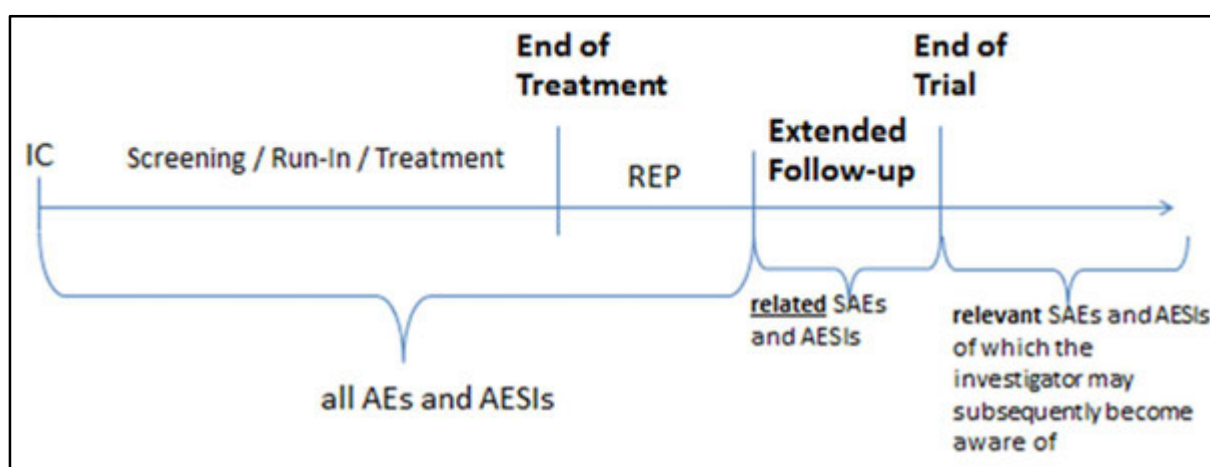 End of
Treatment
End of
Trial
IC
Screening / Run-In / Treatment
REP
Extended
Follow-up
all AEs and AESIs
related SAEs
and AESIs
relevant SAEs and AESIs
of which the
investigator may
subsequently become
aware of